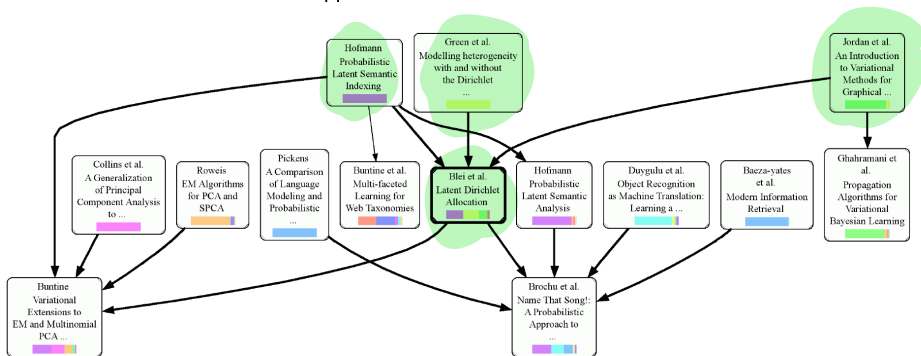 Hofmann
Probabilistic
Latent Semantic
Indexing
Green et al.
Modelling heterogeneity
with and without
the Dirichlet
...
Jordan et al.
An Introduction
to Variational
Methods for
Graphical ...
Collins et al.
A Generalization
of Principal
Component Analysis
to ...
Roweis
EM Algorithms
for PCA and
SPCA
Pickens
A Comparison
of Language
Modeling and
Probabilistic
...
Buntine et al.
Multi-faceted
Learning for
Web Taxonomies
Blei et al.
Latent Dirichlet
Allocation
Hofmann
Probabilistic
Latent Semantic
Analysis
Duygulu et al.
Object Recognition
as Machine Translation:
Learning a ...
Baeza-yates
et al.
Modern Information
Retrieval
Ghahramani et
al.
Propagation
Algorithms for
Variational
Bayesian Learning
Buntine
Variational
Extensions to
EM and Multinomial
PCA ...
Brochu et al.
Name That Song!:
A Probabilistic
Approach to
...